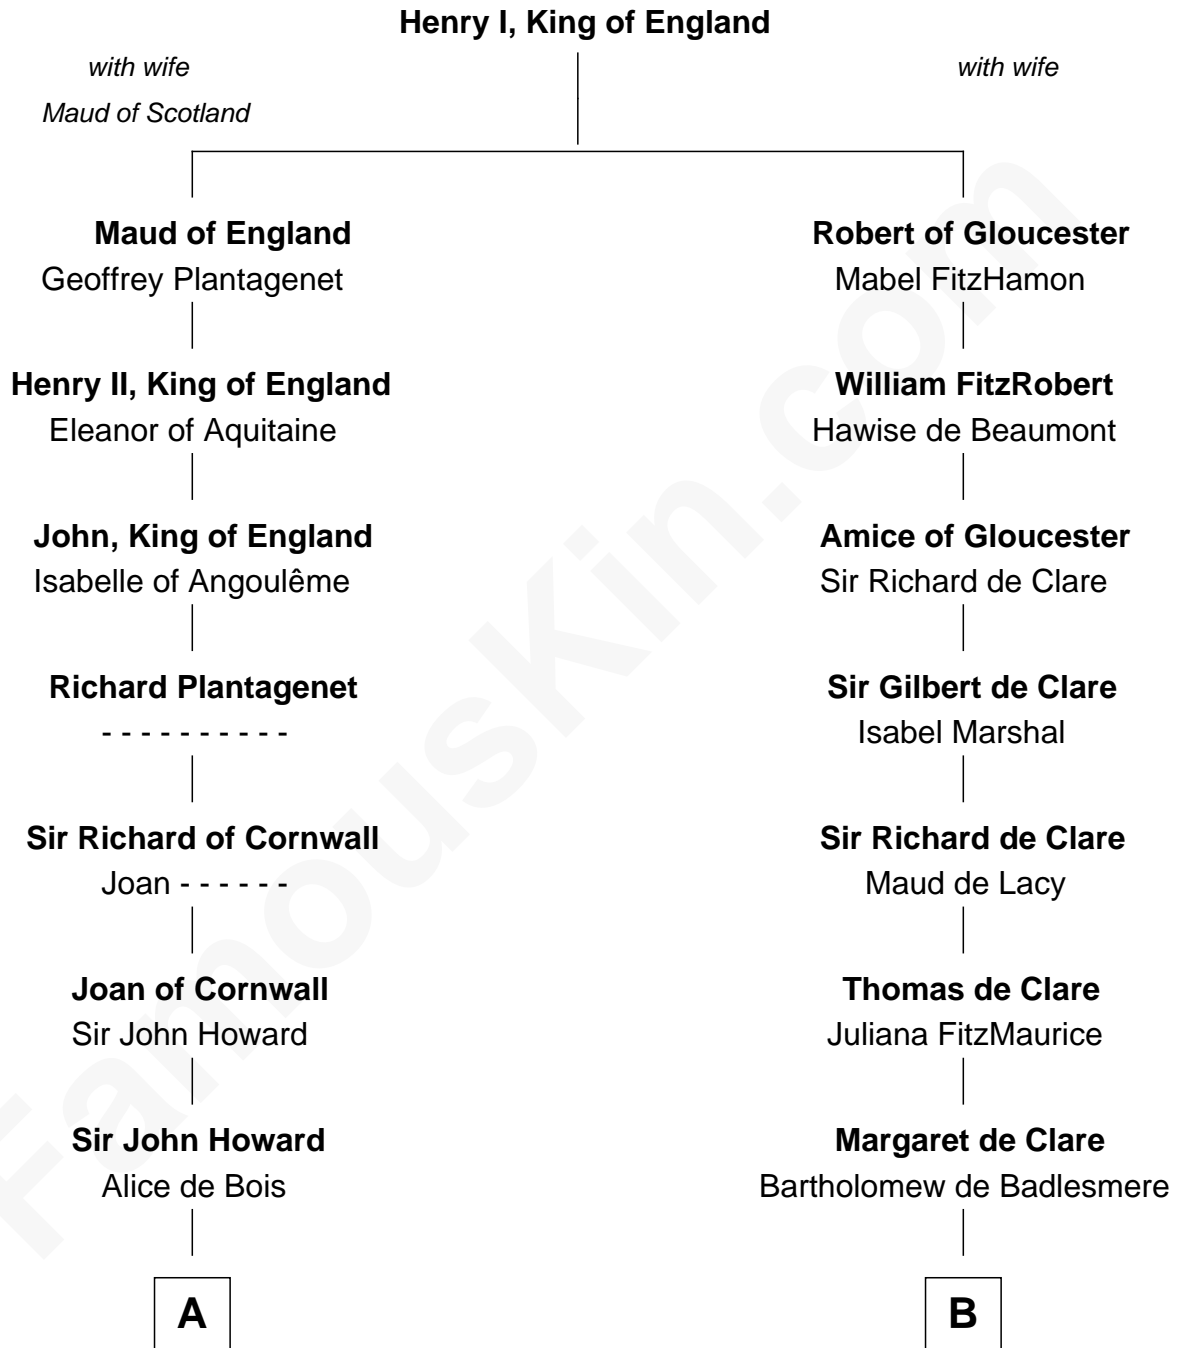 Henry I, King of England
with wife
Maud of Scotland
with wife
Maud of England
Geoffrey Plantagenet
Robert of Gloucester
Mabel FitzHamon
Henry II, King of England
Eleanor of Aquitaine
William FitzRobert
Hawise de Beaumont
John, King of England
Isabelle of Angoulême
Amice of Gloucester
Sir Richard de Clare
Richard Plantagenet
- - - - - - - - - -
Sir Gilbert de Clare
Isabel Marshal
Sir Richard of Cornwall
Joan - - - - - -
Sir Richard de Clare
Maud de Lacy
Joan of Cornwall
Sir John Howard
Thomas de Clare
Juliana FitzMaurice
Sir John Howard
Alice de Bois
Margaret de Clare
Bartholomew de Badlesmere
A
B
FamousKin.com